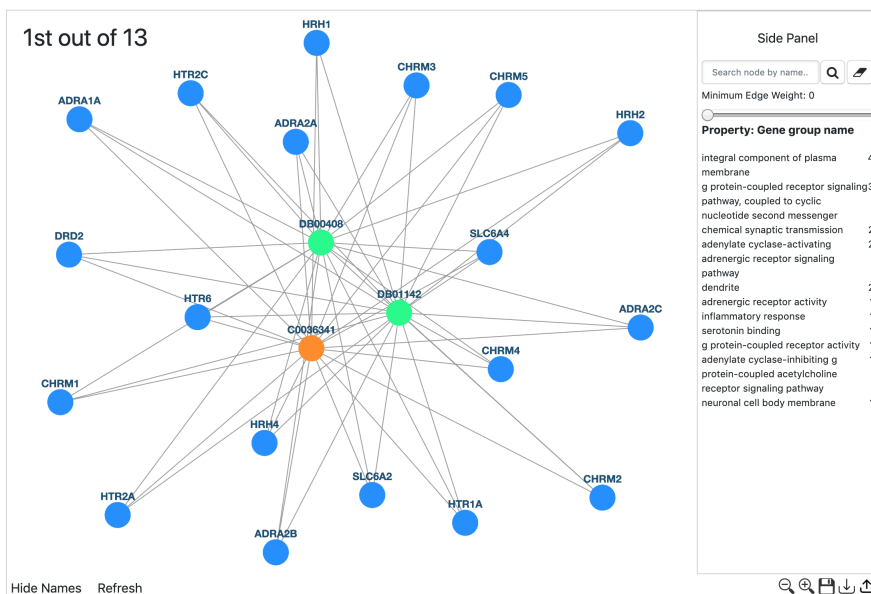 1st out of 13
HRH1
CHRM3
HTR2C
CHRM5
ADRA1A
HRH2
ADRA2A
DB00408
DRD2
SLC6A4
DB01142
HTR6
ADRA2C
C0036341
CHRM4
CHRM1
HRH4
SLC6A2
CHRM2
HTR2A
HTR1A
ADRA2B
Hide Names Refresh
Side Panel
Search node by name..
Minimum Edge Weight: 0
Property: Gene group name
integral component of plasma
membrane
g protein-coupled receptor signaling
pathway, coupled to cyclic
nucleotide second messenger
chemical synaptic transmission
adenylate cyclase-activating
adrenergic receptor signaling
pathway
dendrite
adrenergic receptor activity
inflammatory response
serotonin binding
g protein-coupled receptor activity
adenylate cyclase-inhibiting g
protein-coupled acetylcholine
receptor signaling pathway
neuronal cell body membrane